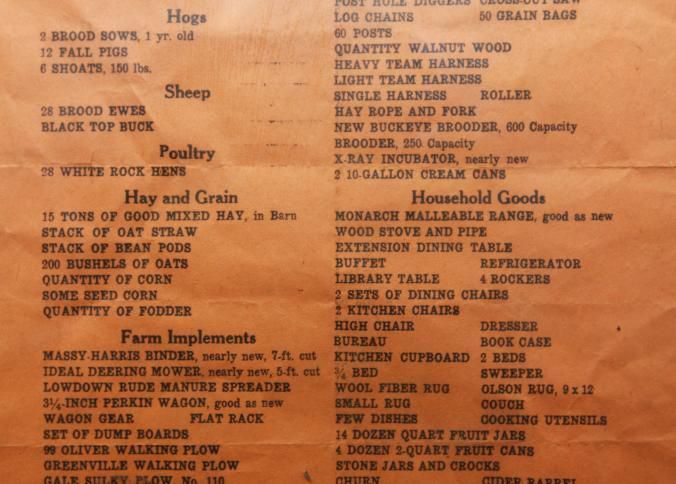 Hogs
2 BROOD SOWS, 1 yr. old
12 FALL PIGS
6 SHOATS, 150 lbs.
Sheep
28 BROOD EWES
BLACK TOP BUCK
Poultry
28 WHITE ROCK HENS
Hay and Grain
15 TONS OF GOOD MIXED HAY, in Barn
STACK OF OAT STRAW
STACK OF BEAN PODS
200 BUSHELS OF OATS
QUANTITY OF CORN
SOME SEED CORN
QUANTITY OF FODDER
Farm Implements
MASSY-HARRIS BINDER, nearly new, 7-ft. cut
IDEAL DEERING MOWER, nearly new, 5-ft. cut
LOWDOWN RUDE MANURE SPREADER
3¼-INCH PERKIN WAGON, good as new
WAGON GEAR FLAT RACK
SET OF DUMP BOARDS
99 OLIVER WALKING PLOW
GREENVILLE WALKING PLOW
GALE SULKY PLOW, No. 110
POST HOLE DIGGERS CROSS-CUT SAW
LOG CHAINS 50 GRAIN BAGS
60 POSTS
QUANTITY WALNUT WOOD
HEAVY TEAM HARNESS
LIGHT TEAM HARNESS
SINGLE HARNESS ROLLER
HAY ROPE AND FORK
NEW BUCKEYE BROODER, 600 Capacity
BROODER, 250 Capacity
X-RAY INCUBATOR, nearly new
2 10-GALLON CREAM CANS
Household Goods
MONARCH MALLEABLE RANGE, good as new
WOOD STOVE AND PIPE
EXTENSION DINING TABLE
BUFFET REFRIGERATOR
LIBRARY TABLE 4 ROCKERS
2 SETS OF DINING CHAIRS
2 KITCHEN CHAIRS
HIGH CHAIR DRESSER
BUREAU BOOK CASE
KITCHEN CUPBOARD 2 BEDS
¾ BED SWEEPER
WOOL FIBER RUG OLSON RUG, 9 x 12
SMALL RUG COUCH
FEW DISHES COOKING UTENSILS
14 DOZEN QUART FRUIT JARS
4 DOZEN 2-QUART FRUIT CANS
STONE JARS AND CROCKS
CHURN CIDER BARREL